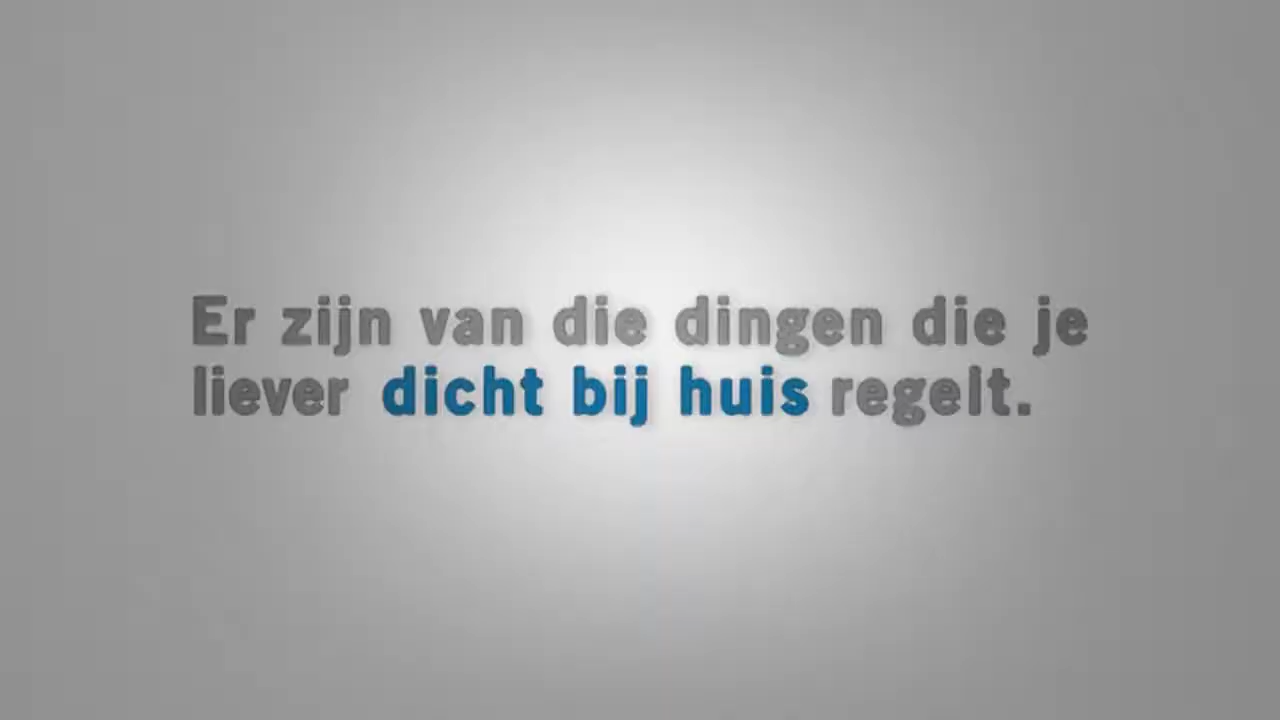 Er zijn van die dingen die je
liever dicht bij huis regelt.